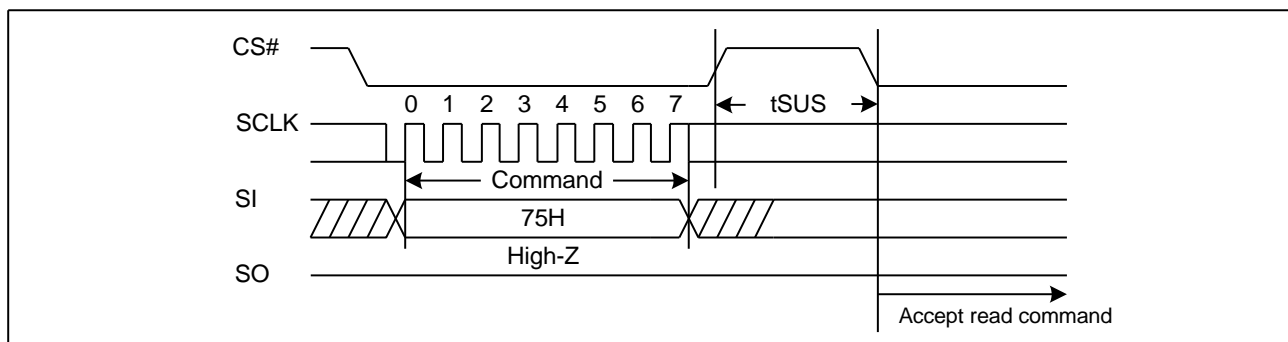 CS#
tSUS
0 1 2 3 4 5 6 7
SCLK
Command
SI
75H
High-Z
SO
Accept read command